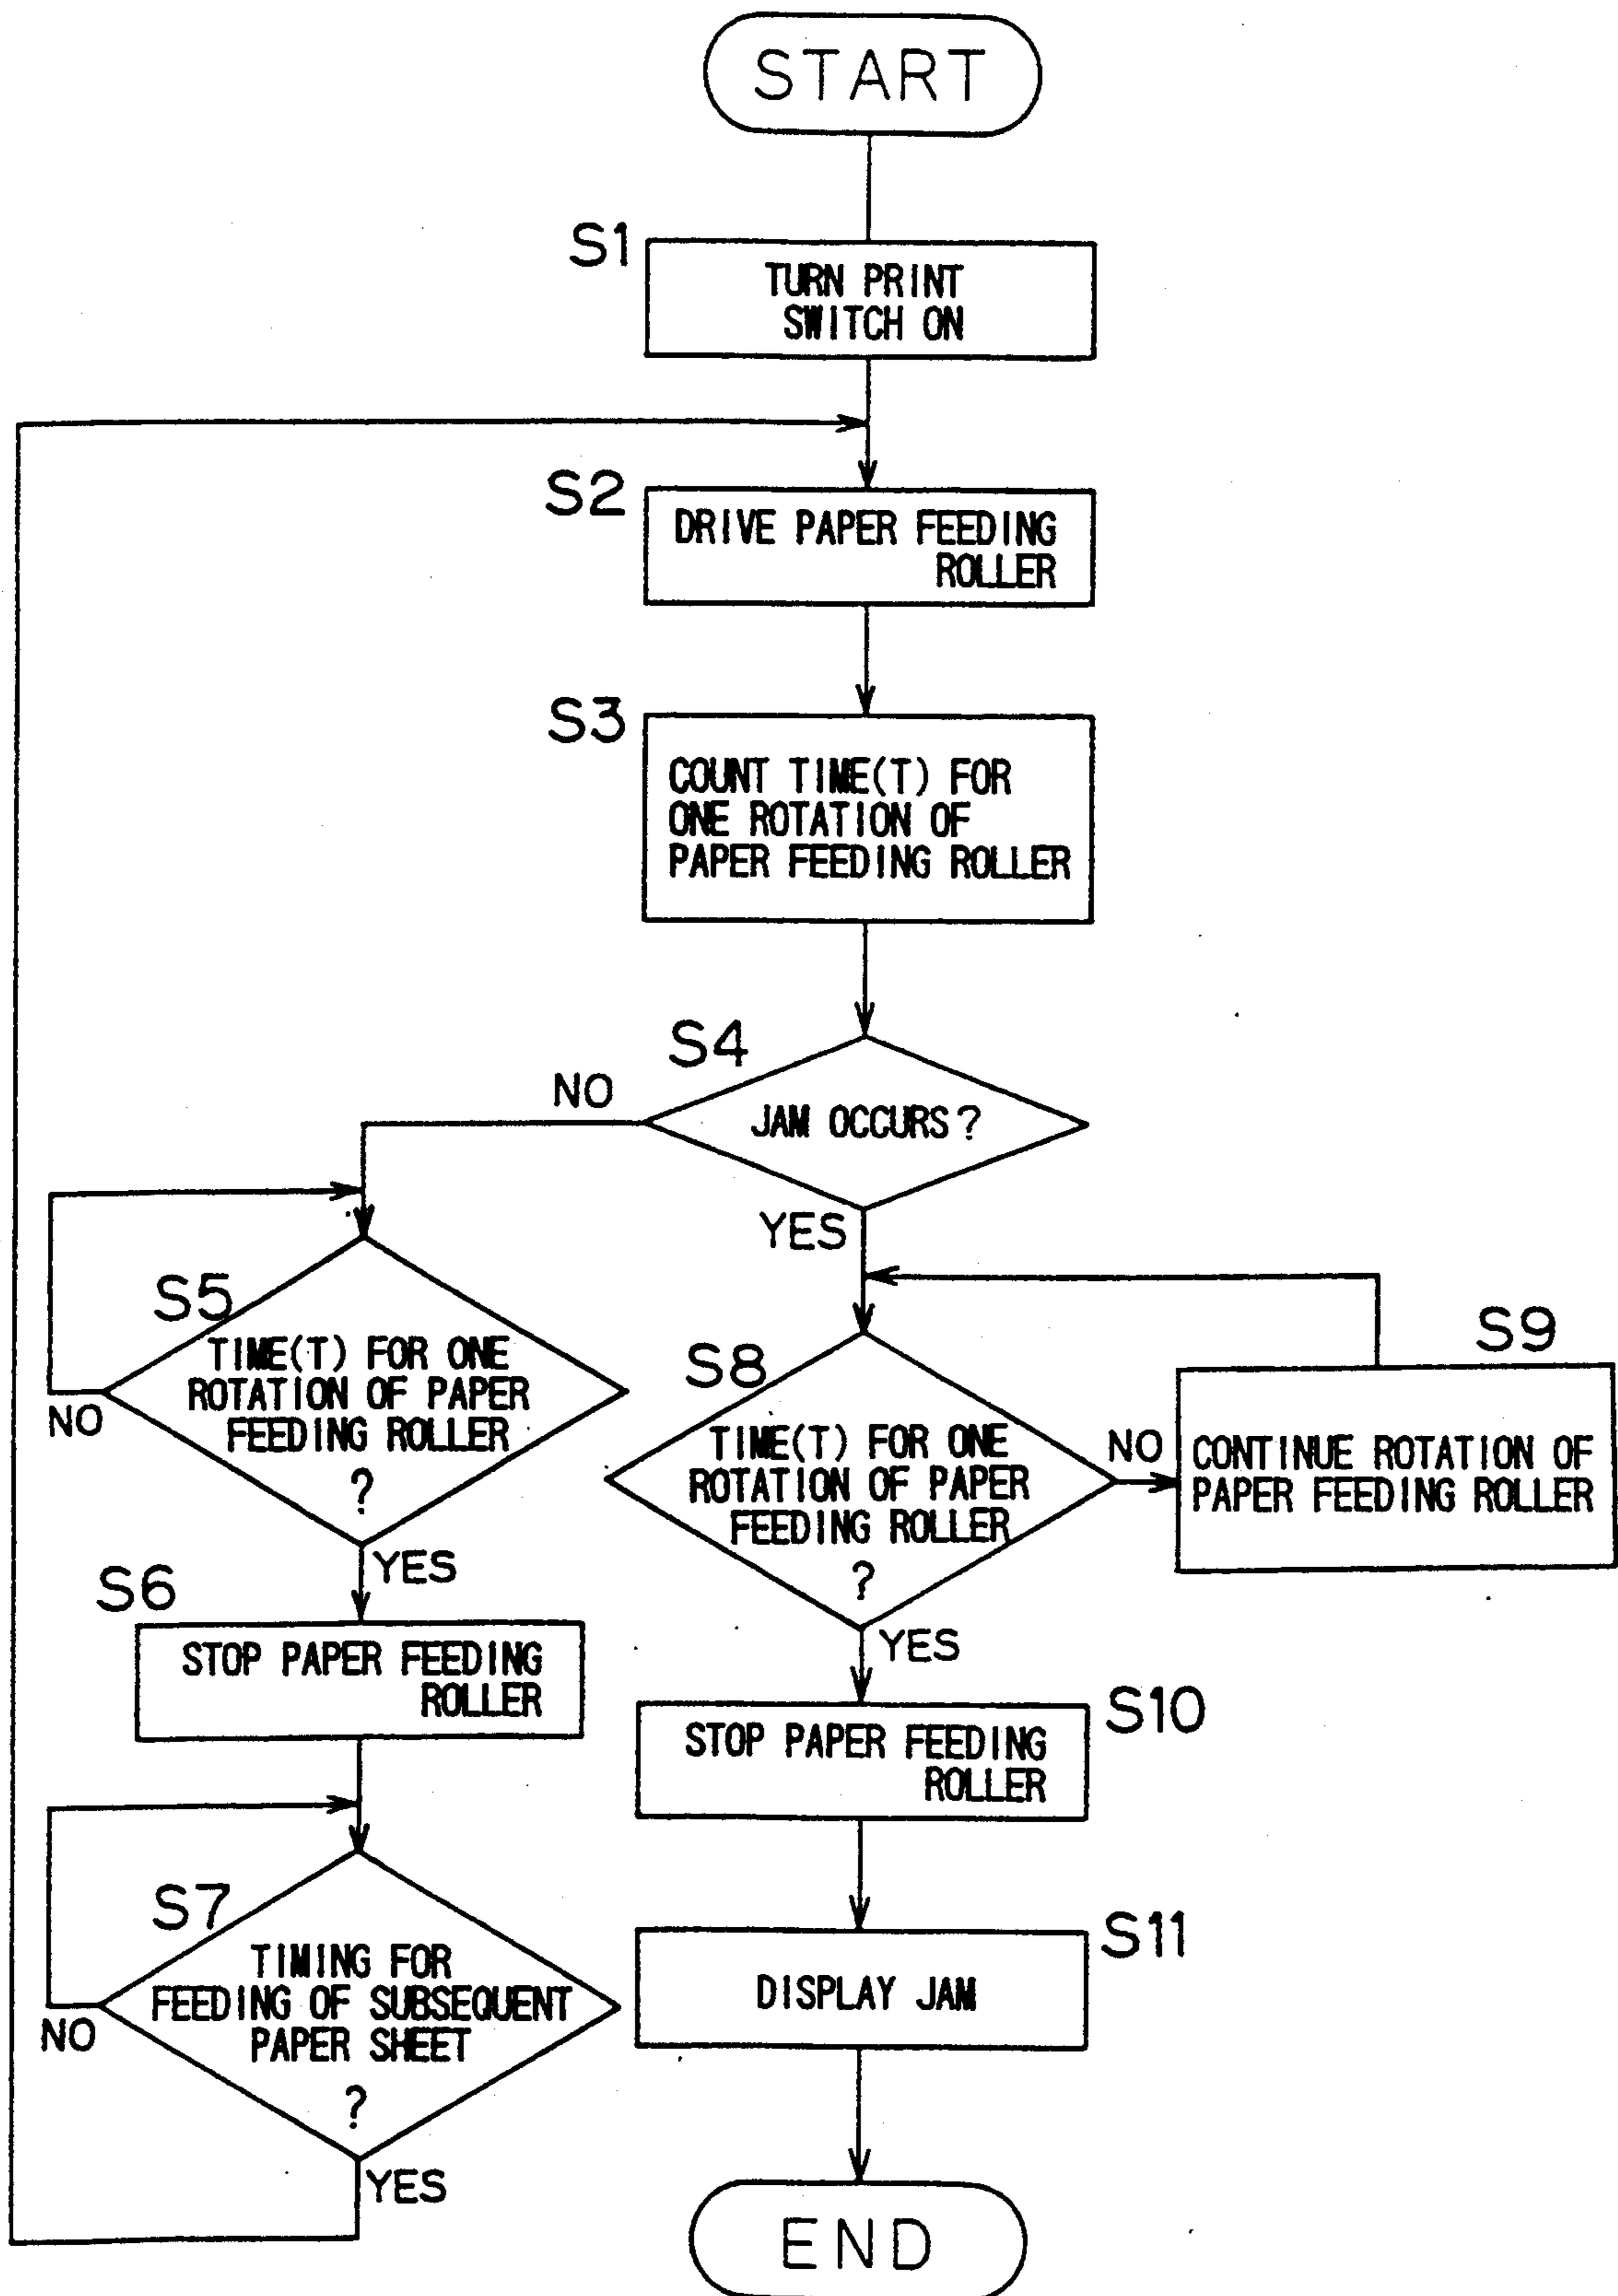 START
S1
TURN PRINT
SWITCH ON
S2
DRIVE PAPER FEEDING
ROLLER
S3
COUNT TIME(T) FOR
ONE ROTATION OF
PAPER FEEDING ROLLER
S4
NO
JAM OCCURS?
YES
S5
TIME(T) FOR ONE
ROTATION OF PAPER
FEEDING ROLLER
?
NO
YES
S6
STOP PAPER FEEDING
ROLLER
S7
TIMING FOR
FEEDING OF SUBSEQUENT
PAPER SHEET
?
NO
YES
S8
TIME(T) FOR ONE
ROTATION OF PAPER
FEEDING ROLLER
?
NO
YES
S9
CONTINUE ROTATION OF
PAPER FEEDING ROLLER
S10
STOP PAPER FEEDING
ROLLER
S11
DISPLAY JAM
END